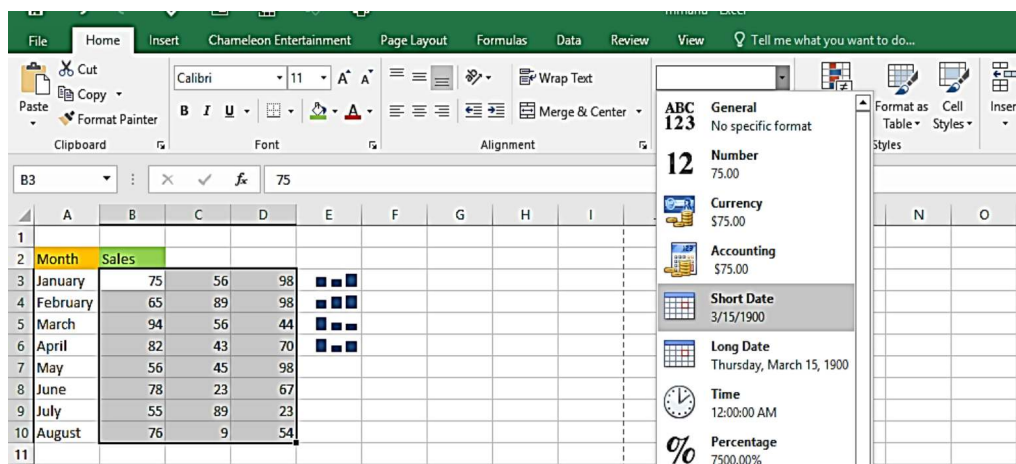 File Home Insert Chameleon Entertainment Page Layout Formulas Data Review View Tell me what you want to do...
Paste
Cut
Copy
Format Painter
Clipboard
Calibri 11 A A
B I U A
Font
Wrap Text
Merge & Center
Alignment
Format as Table
Cell Styles
Styles
B3 fx 75
ABC 123 General
No specific format
12 Number
75.00
Currency
$75.00
Accounting
$75.00
Short Date
3/15/1900
Long Date
Thursday, March 15, 1900
Time
12:00:00 AM
% Percentage
7500.00%
A B C D E F G H I N O
1
2 Month Sales
3 January 75 56 98
4 February 65 89 98
5 March 94 56 44
6 April 82 43 70
7 May 56 45 98
8 June 78 23 67
9 July 55 89 23
10 August 76 9 54
11